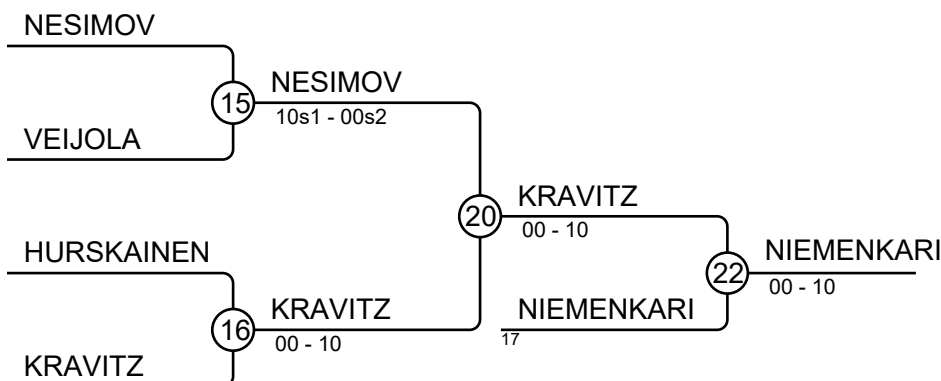 NESIMOV
15
NESIMOV
10s1 - 00s2
VEIJOLA
20
KRAVITZ
00 - 10
HURSKAINEN
22
NIEMENKARI
00 - 10
16
KRAVITZ
00 - 10
NIEMENKARI
17
KRAVITZ